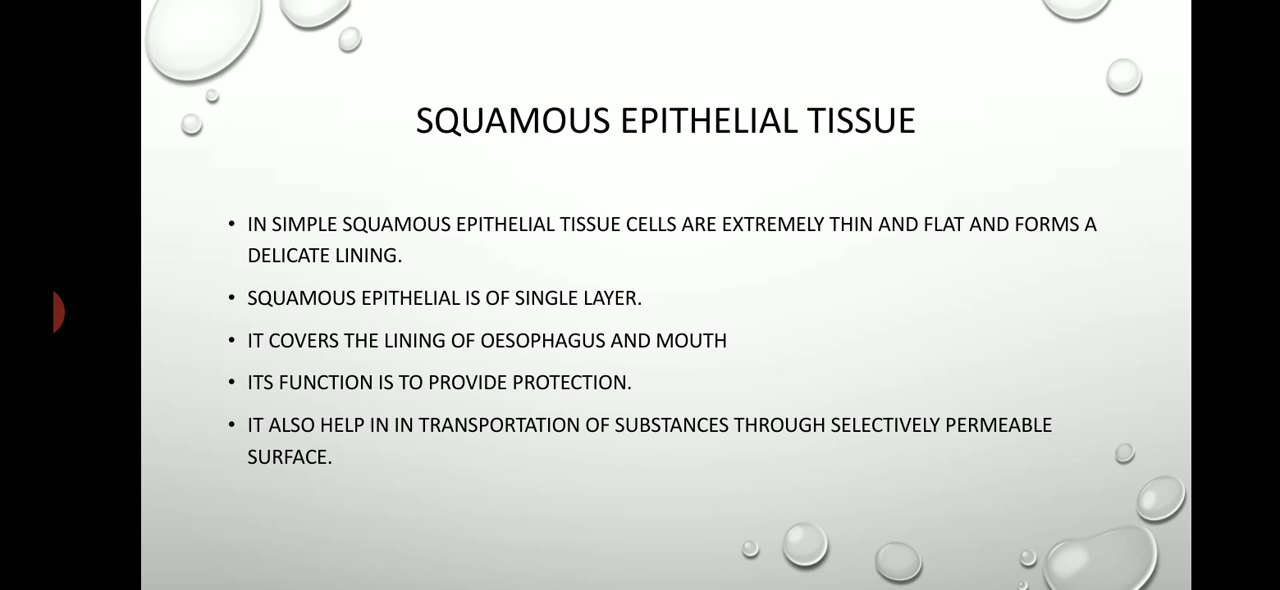 SQUAMOUS EPITHELIAL TISSUE
• IN SIMPLE SQUAMOUS EPITHELIAL TISSUE CELLS ARE EXTREMELY THIN AND FLAT AND FORMS A
DELICATE LINING.
• SQUAMOUS EPITHELIAL IS OF SINGLE LAYER.
• IT COVERS THE LINING OF OESOPHAGUS AND MOUTH
• ITS FUNCTION IS TO PROVIDE PROTECTION.
• IT ALSO HELP IN IN TRANSPORTATION OF SUBSTANCES THROUGH SELECTIVELY PERMEABLE
SURFACE.